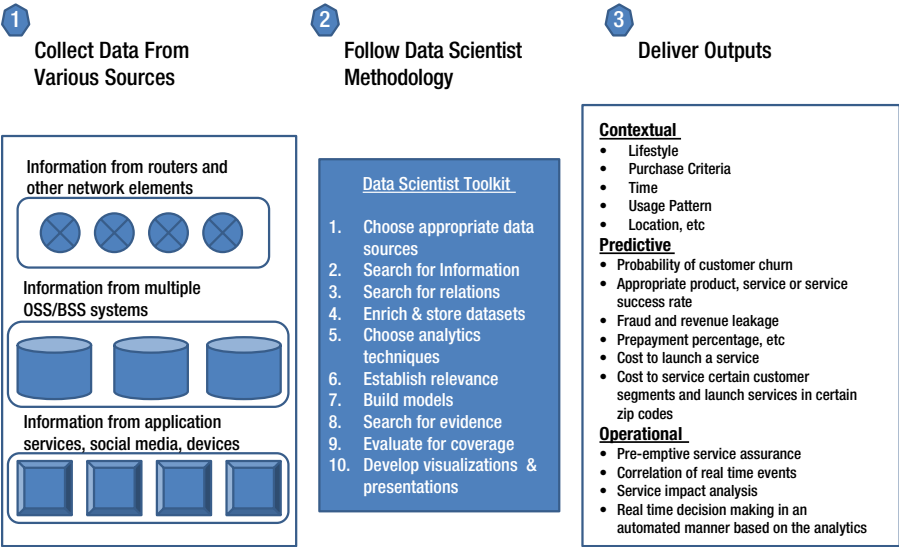 1
Collect Data From
Various Sources
Information from routers and
other network elements
Information from multiple
OSS/BSS systems
Information from application
services, social media, devices
2
Follow Data Scientist
Methodology
Data Scientist Toolkit
1. Choose appropriate data
sources
2. Search for Information
3. Search for relations
4. Enrich & store datasets
5. Choose analytics
techniques
6. Establish relevance
7. Build models
8. Search for evidence
9. Evaluate for coverage
10. Develop visualizations &
presentations
3
Deliver Outputs
Contextual
• Lifestyle
• Purchase Criteria
• Time
• Usage Pattern
• Location, etc
Predictive
• Probability of customer churn
• Appropriate product, service or service
success rate
• Fraud and revenue leakage
• Prepayment percentage, etc
• Cost to launch a service
• Cost to service certain customer
segments and launch services in certain
zip codes
Operational
• Pre-emptive service assurance
• Correlation of real time events
• Service impact analysis
• Real time decision making in an
automated manner based on the analytics